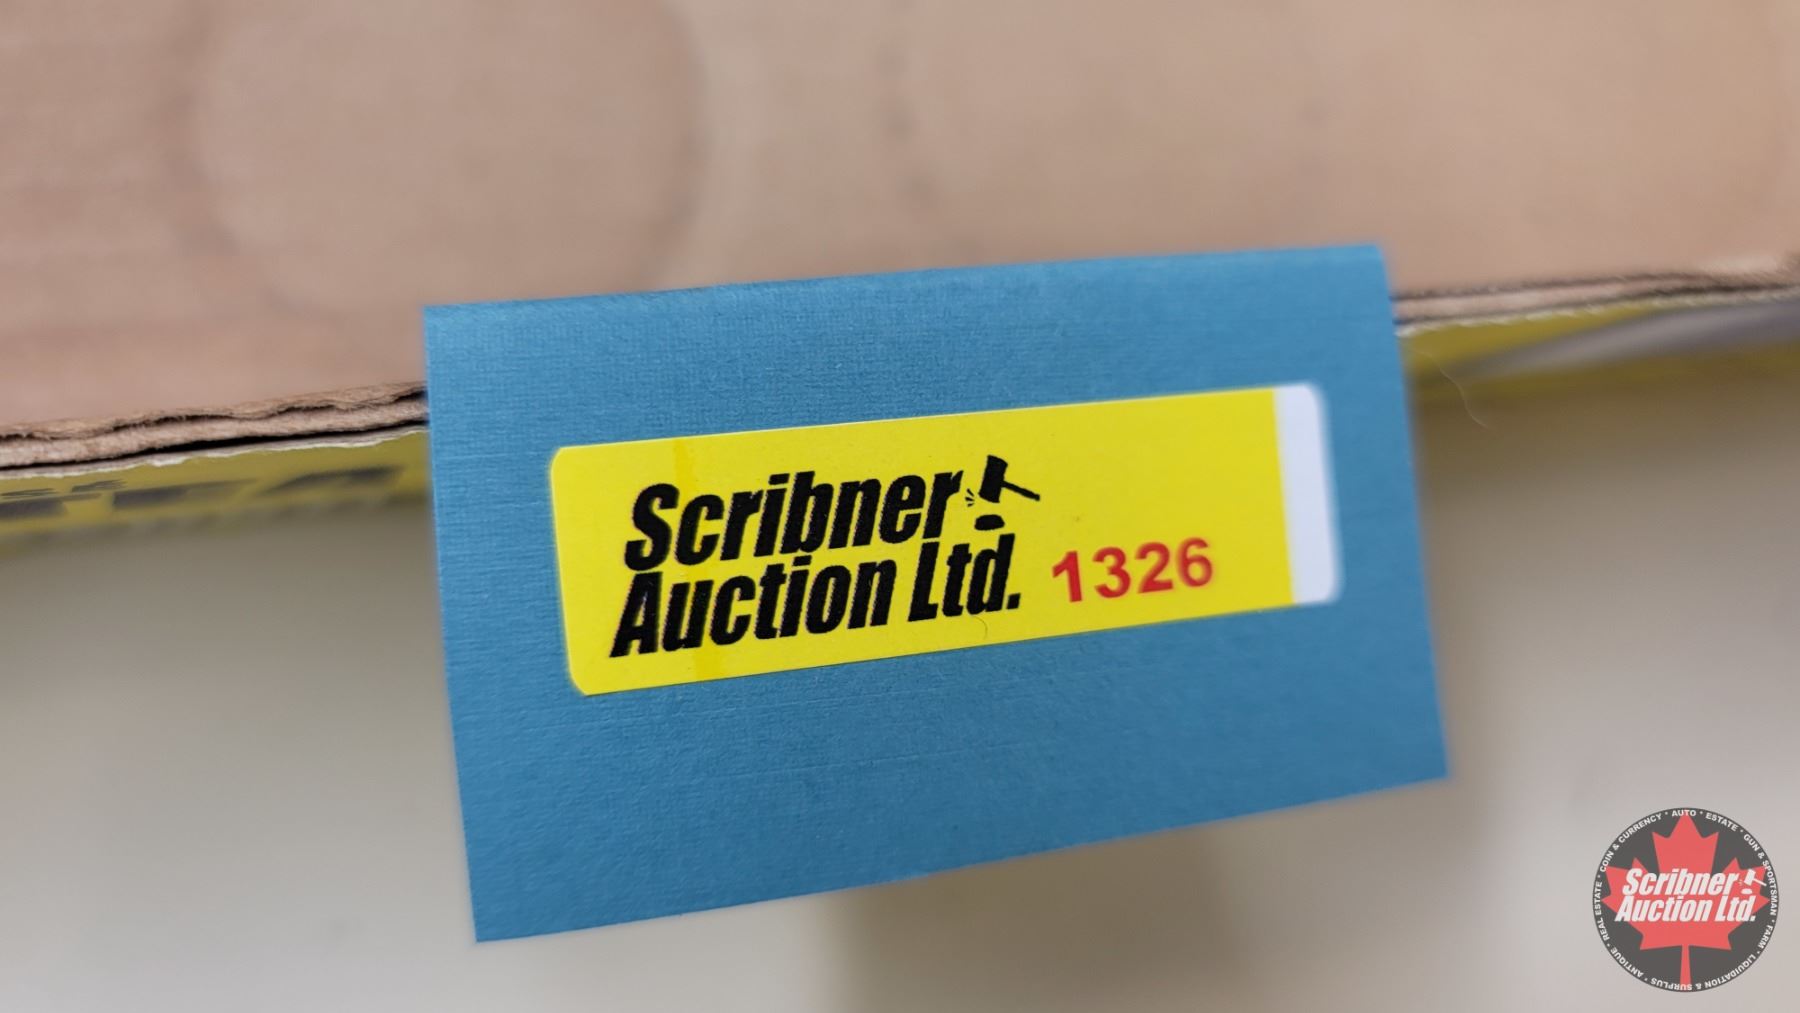 Scribner
Auction Ltd.
1326
Scribner
Auction Ltd.
REAL ESTATE * COIN & CURRENCY * AUTO * ESTATE * GUN & SPORTSMAN * FARM * LIQUIDATION & SURPLUS * ANTIQUE *